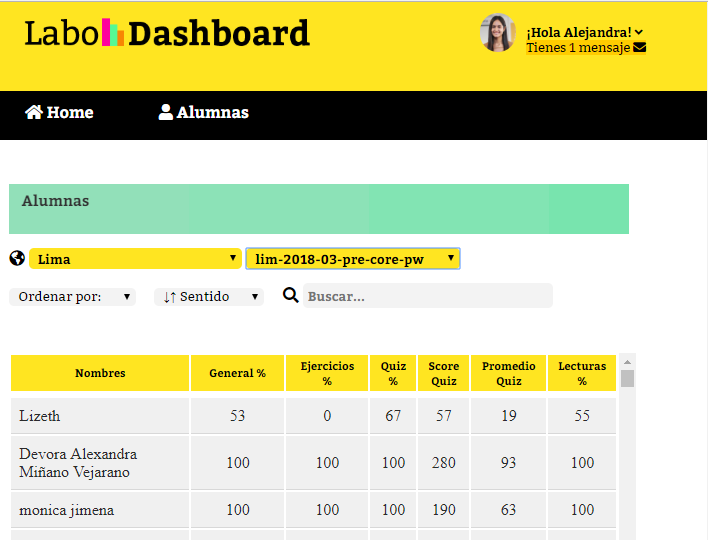 Labo Dashboard
¡Hola Alejandra!
Tienes 1 mensaje
Home Alumnas
Alumnas
Lima lim-2018-03-pre-core-pw
Ordenar por: ↓↑ Sentido Buscar...
Nombres General % Ejercicios % Quiz % Score Quiz Promedio Quiz Lecturas %
Lizeth 53 0 67 57 19 55
Devora Alexandra
Miñano Vejarano 100 100 100 280 93 100
monica jimena 100 100 100 190 63 100